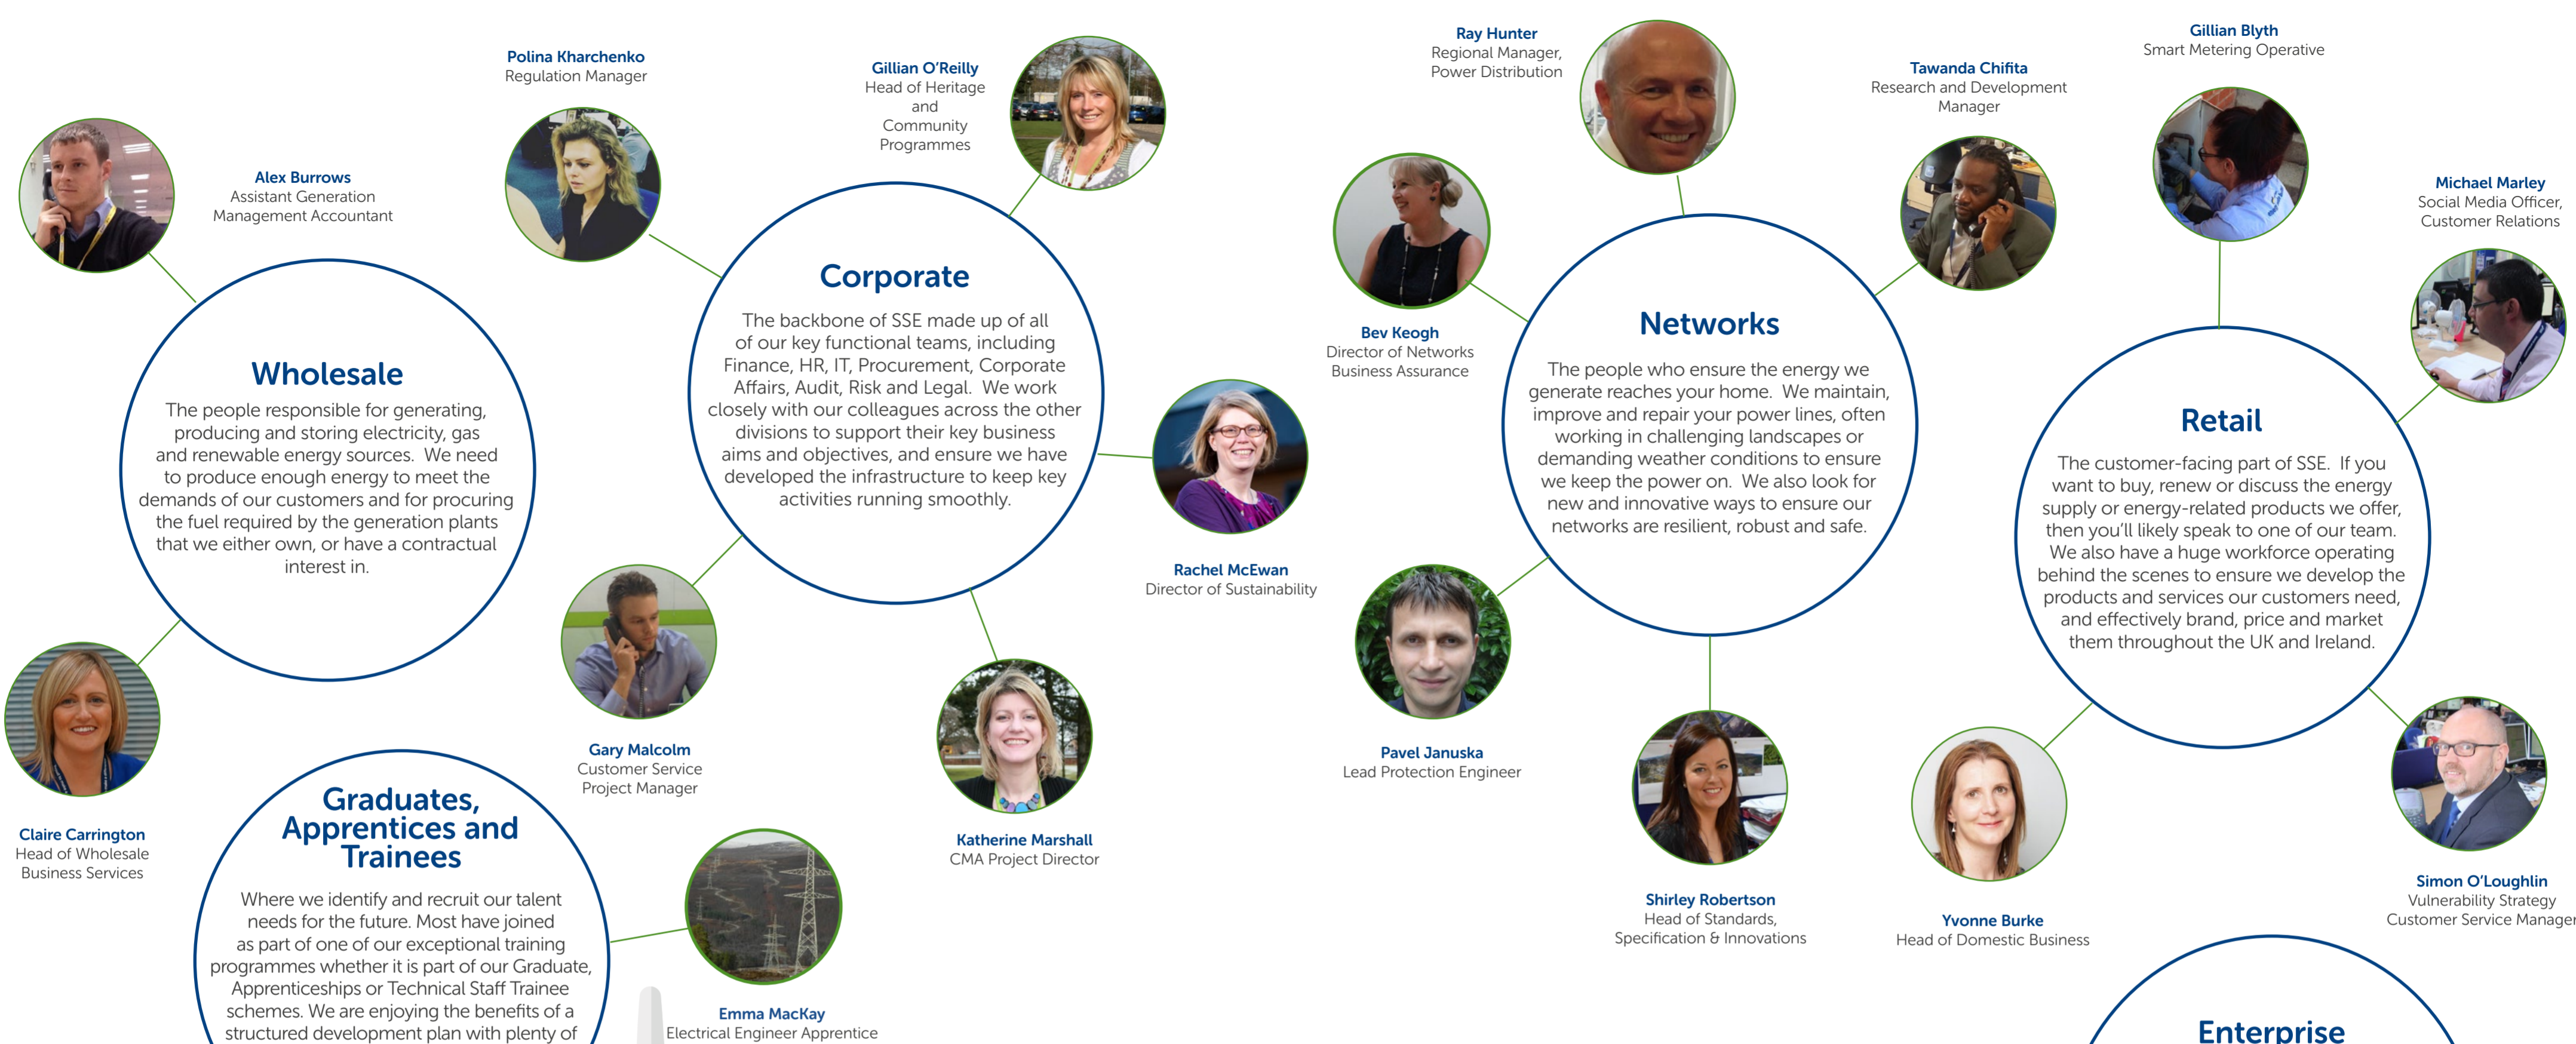 Alex Burrows
Assistant Generation
Management Accountant
Wholesale
The people responsible for generating,
producing and storing electricity, gas
and renewable energy sources.  We need
to produce enough energy to meet the
demands of our customers and for procuring
the fuel required by the generation plants
that we either own, or have a contractual
interest in.
Claire Carrington
Head of Wholesale
Business Services
Polina Kharchenko
Regulation Manager
Gillian O'Reilly
Head of Heritage
and
Community
Programmes
Corporate
The backbone of SSE made up of all
of our key functional teams, including
Finance, HR, IT, Procurement, Corporate
Affairs, Audit, Risk and Legal.  We work
closely with our colleagues across the other
divisions to support their key business
aims and objectives, and ensure we have
developed the infrastructure to keep key
activities running smoothly.
Rachel McEwan
Director of Sustainability
Gary Malcolm
Customer Service
Project Manager
Katherine Marshall
CMA Project Director
Graduates,
Apprentices and
Trainees
Where we identify and recruit our talent
needs for the future. Most have joined
as part of one of our exceptional training
programmes whether it is part of our Graduate,
Apprenticeships or Technical Staff Trainee
schemes. We are enjoying the benefits of a
structured development plan with plenty of
Emma MacKay
Electrical Engineer Apprentice
Ray Hunter
Regional Manager,
Power Distribution
Tawanda Chifita
Research and Development
Manager
Bev Keogh
Director of Networks
Business Assurance
Networks
The people who ensure the energy we
generate reaches your home.  We maintain,
improve and repair your power lines, often
working in challenging landscapes or
demanding weather conditions to ensure
we keep the power on.  We also look for
new and innovative ways to ensure our
networks are resilient, robust and safe.
Pavel Januska
Lead Protection Engineer
Shirley Robertson
Head of Standards,
Specification & Innovations
Gillian Blyth
Smart Metering Operative
Michael Marley
Social Media Officer,
Customer Relations
Retail
The customer-facing part of SSE.  If you
want to buy, renew or discuss the energy
supply or energy-related products we offer,
then you'll likely speak to one of our team.
We also have a huge workforce operating
behind the scenes to ensure we develop the
products and services our customers need,
and effectively brand, price and market
them throughout the UK and Ireland.
Yvonne Burke
Head of Domestic Business
Simon O'Loughlin
Vulnerability Strategy
Customer Service Manager
Enterprise